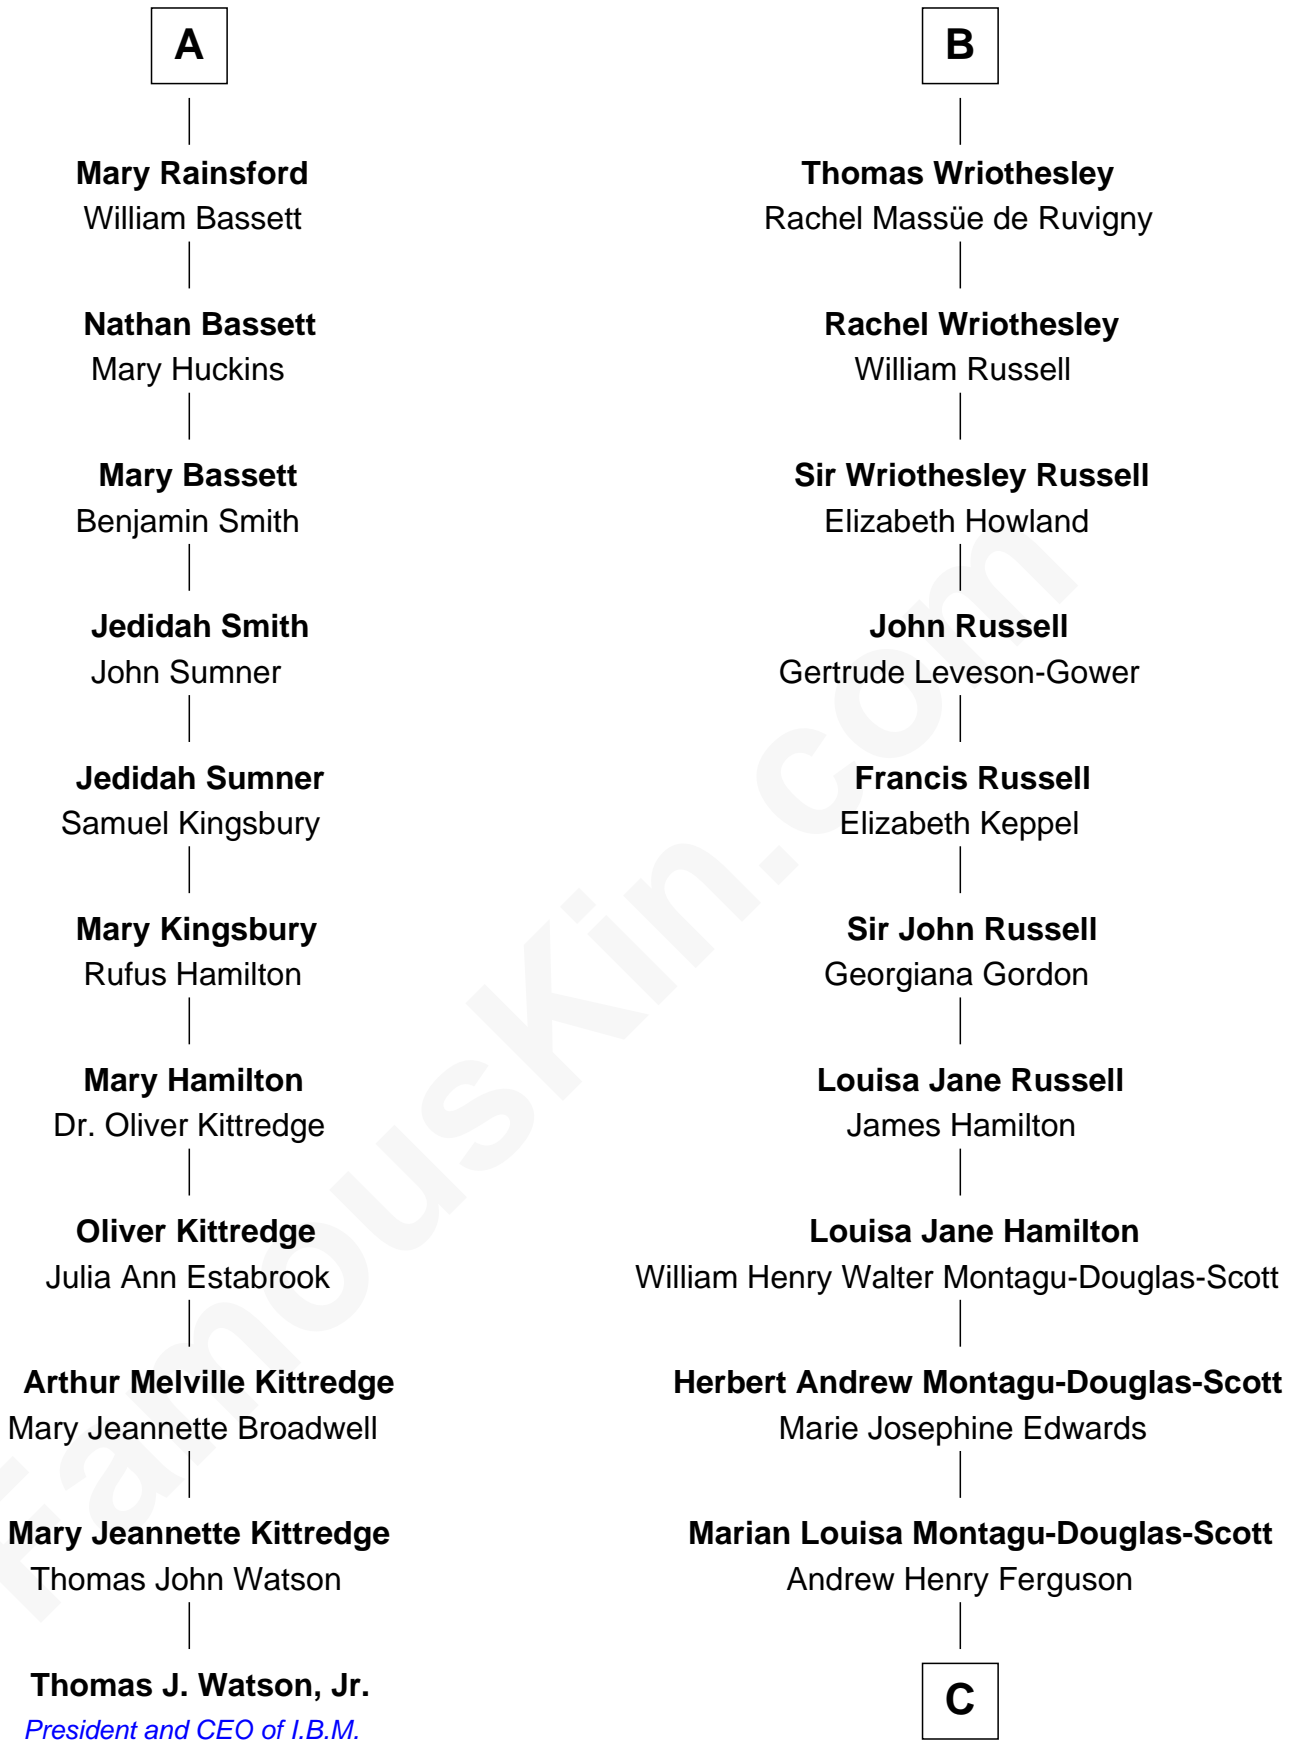 A
Mary Rainsford
William Bassett
Nathan Bassett
Mary Huckins
Mary Bassett
Benjamin Smith
Jedidah Smith
John Sumner
Jedidah Sumner
Samuel Kingsbury
Mary Kingsbury
Rufus Hamilton
Mary Hamilton
Dr. Oliver Kittredge
Oliver Kittredge
Julia Ann Estabrook
Arthur Melville Kittredge
Mary Jeannette Broadwell
Mary Jeannette Kittredge
Thomas John Watson
Thomas J. Watson, Jr.
President and CEO of I.B.M.
B
Thomas Wriothesley
Rachel Massüe de Ruvigny
Rachel Wriothesley
William Russell
Sir Wriothesley Russell
Elizabeth Howland
John Russell
Gertrude Leveson-Gower
Francis Russell
Elizabeth Keppel
Sir John Russell
Georgiana Gordon
Louisa Jane Russell
James Hamilton
Louisa Jane Hamilton
William Henry Walter Montagu-Douglas-Scott
Herbert Andrew Montagu-Douglas-Scott
Marie Josephine Edwards
Marian Louisa Montagu-Douglas-Scott
Andrew Henry Ferguson
C
FamousKin.com